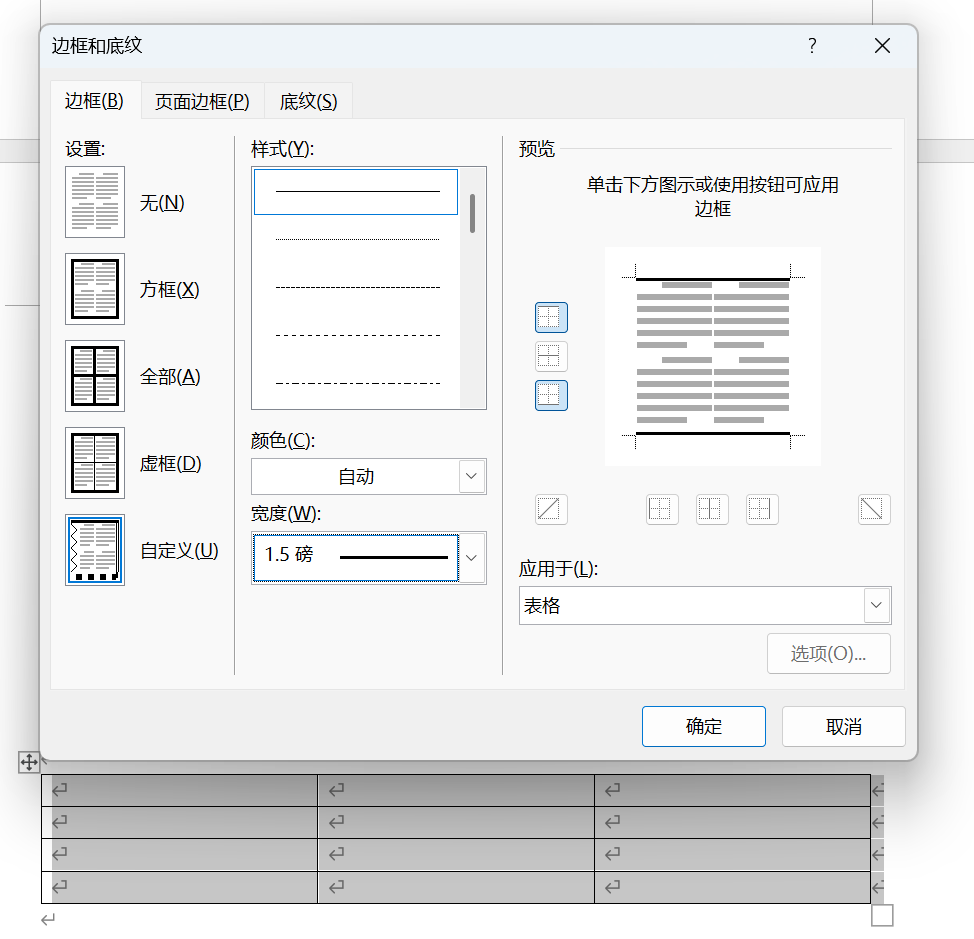 边框和底纹
?
边框(B)
页面边框(P)
底纹(S)
设置:
无(N)
方框(X)
全部(A)
虚框(D)
自定义(U)
样式(Y):
颜色(C):
自动
宽度(W):
1.5 磅
预览
单击下方图示或使用按钮可应用
边框
应用于(L):
表格
选项(O)...
确定
取消